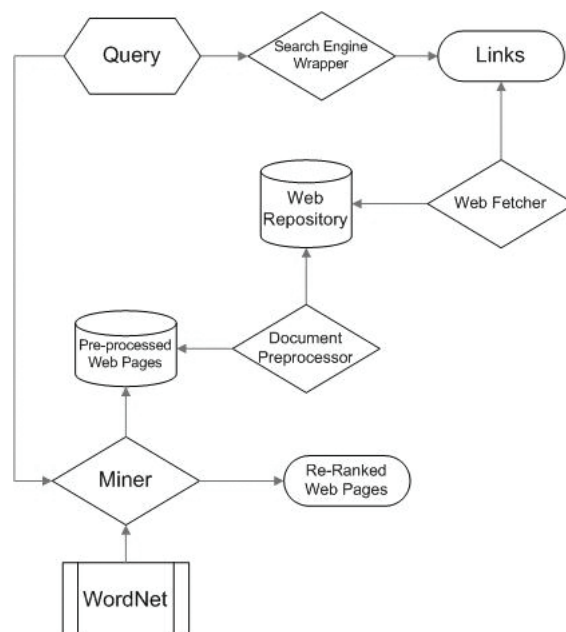 Query
Search Engine
Wrapper
Links
Web
Repository
Web Fetcher
Pre-processed
Web Pages
Document
Preprocessor
Miner
Re-Ranked
Web Pages
WordNet